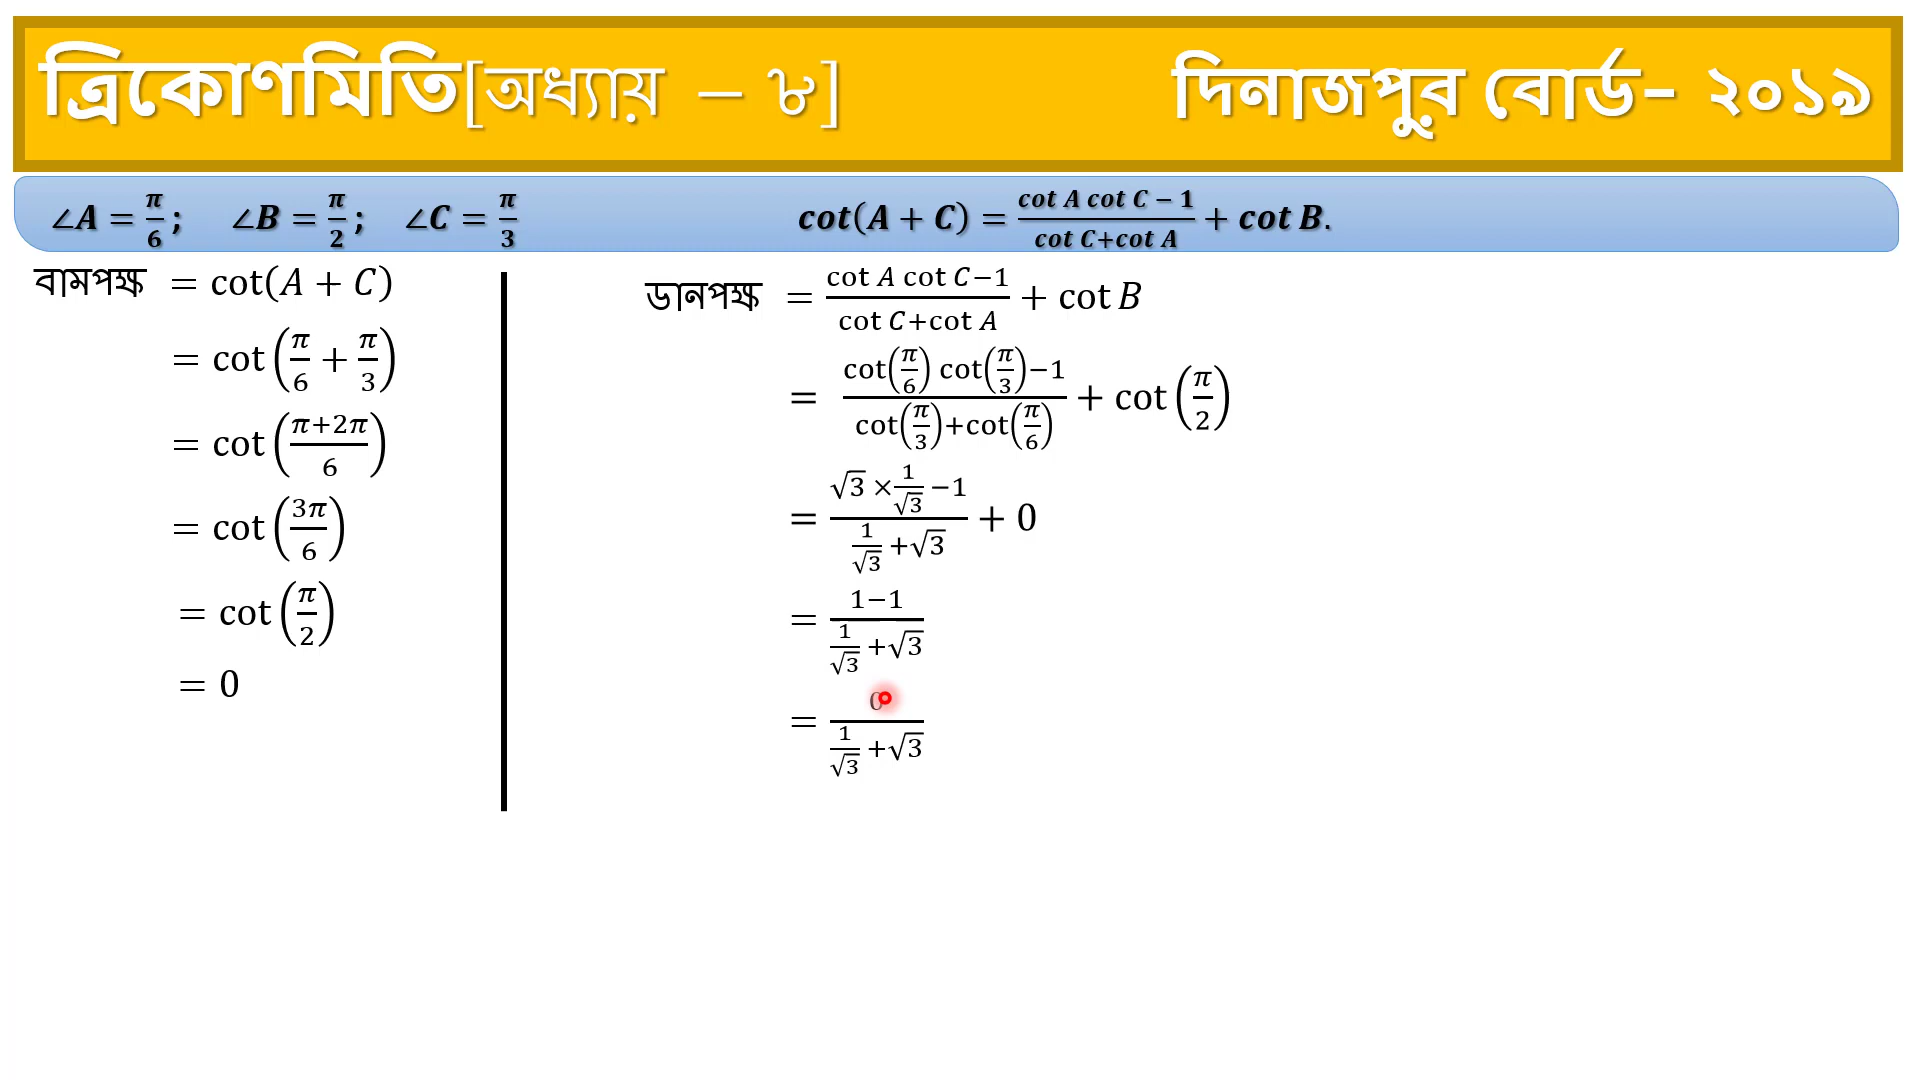 ত্রিকোণমিতি[অধ্যায় – ৮] দিনাজপুর বোর্ড– ২০১৯
∠A = π/6 ; ∠B = π/2 ; ∠C = π/3 cot(A + C) = (cot A cot C − 1)/(cot C+cot A) + cot B.
বামপক্ষ = cot(A + C)
= cot(π/6 + π/3)
= cot((π+2π)/6)
= cot(3π/6)
= cot(π/2)
= 0
ডানপক্ষ = (cot A cot C−1)/(cot C+cot A) + cot B
= (cot(π/6) cot(π/3)−1)/(cot(π/3)+cot(π/6)) + cot(π/2)
= (√3 ×1/√3 −1)/(1/√3 +√3) + 0
= (1−1)/(1/√3 +√3)
= 0/(1/√3 +√3)